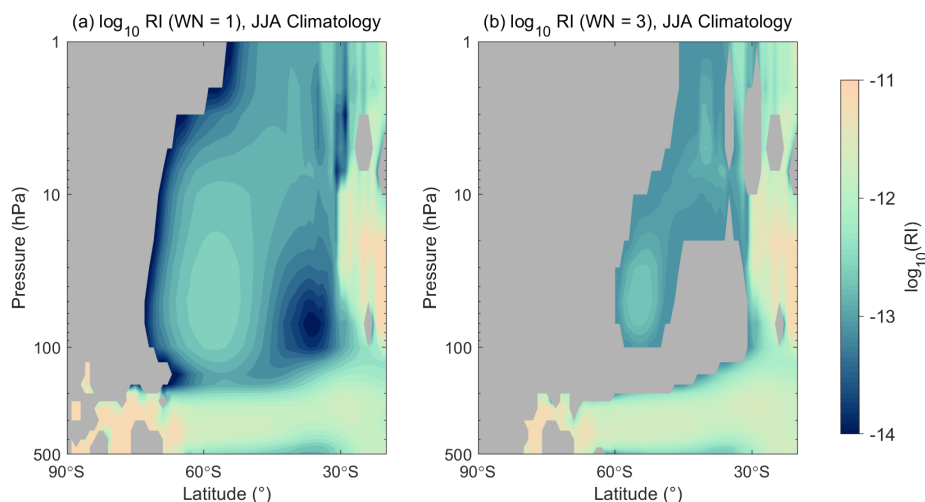 (a) log10 RI (WN = 1), JJA Climatology
(b) log10 RI (WN = 3), JJA Climatology
Pressure (hPa)
1
10
100
500
90°S
60°S
30°S
Latitude (°)
Pressure (hPa)
1
10
100
500
90°S
60°S
30°S
Latitude (°)
-11
-12
-13
-14
log10(RI)